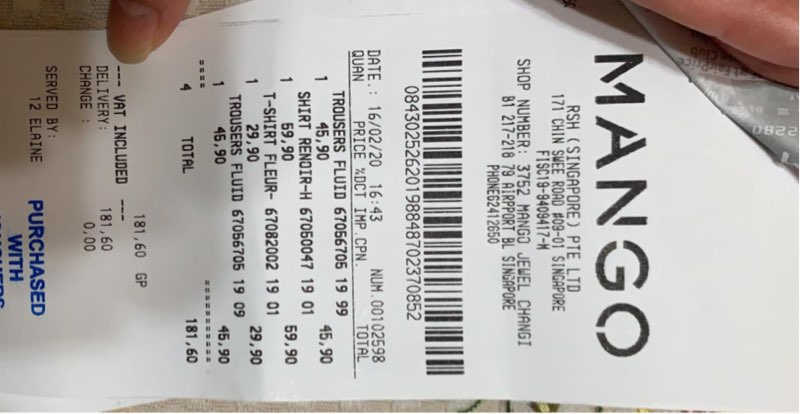 MANGO
RSH (SINGAPORE) PTE LTD
171 CHIN SWEE ROAD #09-01 SINGAPORE
FTSC19-9409417-M
SHOP NUMBER: 3752 MANGO JEWEL CHANGI
B1 217-218 79 AIRPORT BL SINGAPORE
PHONE62412650
08430252620198848702370852
DATE.: 16/02/20 16:43 NUM.00102598
QUAN PRICE %DCT IMP.CPN. TOTAL
TROUSERS FLUID 67056705 19 99
1 45,90 45,90
SHIRT RENOIR-H 67050047 19 01
1 59,90 59,90
T-SHIRT FLEUR- 67082002 19 01
1 29,90 29,90
TROUSERS FLUID 67056705 19 09
1 45,90 45,90
==== ===========
4 TOTAL 181,60
181,60 GP
--- VAT INCLUDED ---
DELIVERY: 181,60
CHANGE : 0,00
SERVED BY:
12 ELAINE
PURCHASED
WITH